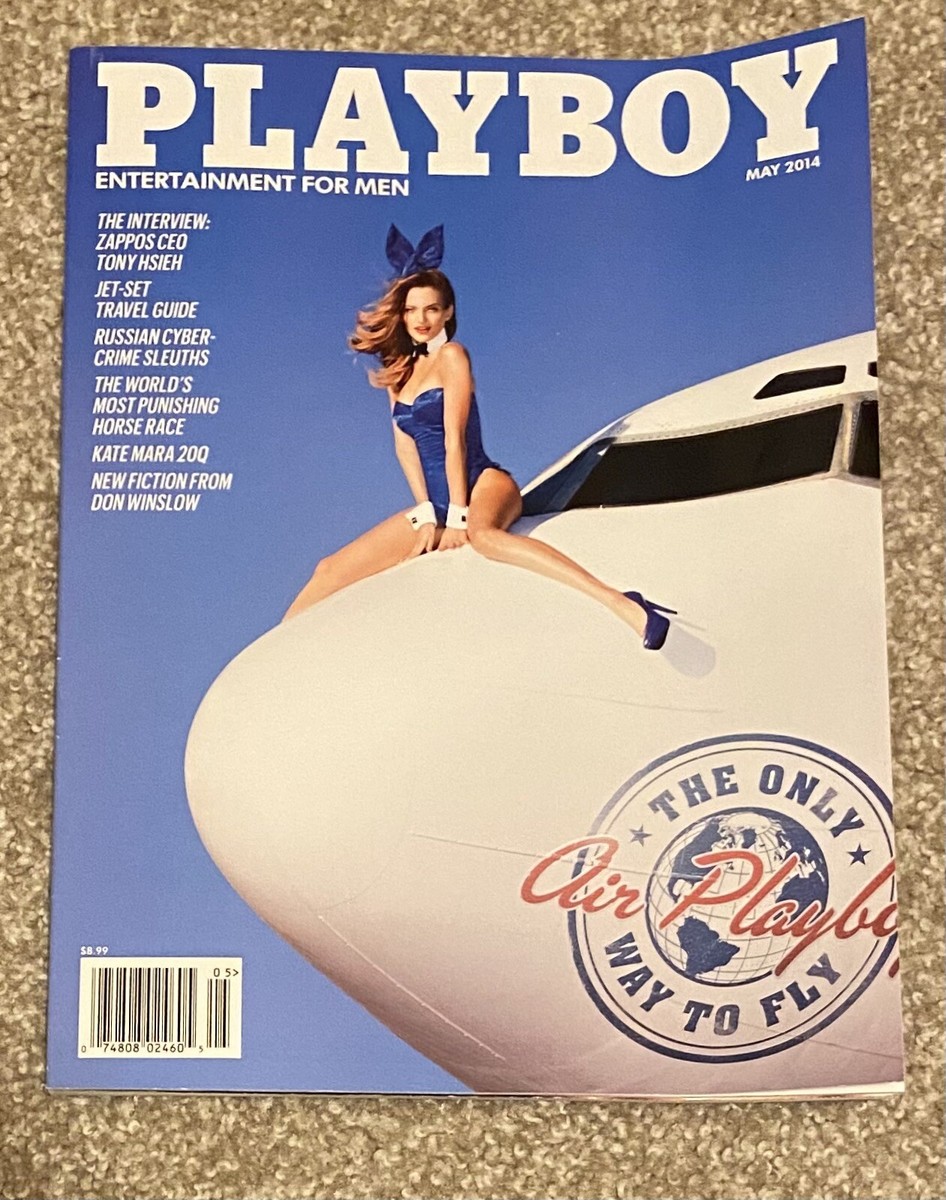 PLAYBOY
ENTERTAINMENT FOR MEN
MAY 2014
THE INTERVIEW:
ZAPPOS CEO
TONY HSIEH
JET-SET
TRAVEL GUIDE
RUSSIAN CYBER-
CRIME SLEUTHS
THE WORLD'S
MOST PUNISHING
HORSE RACE
KATE MARA 20Q
NEW FICTION FROM
DON WINSLOW
THE ONLY
Air Playbo
WAY TO FLY
$8.99
05>
0 74808 02460 5